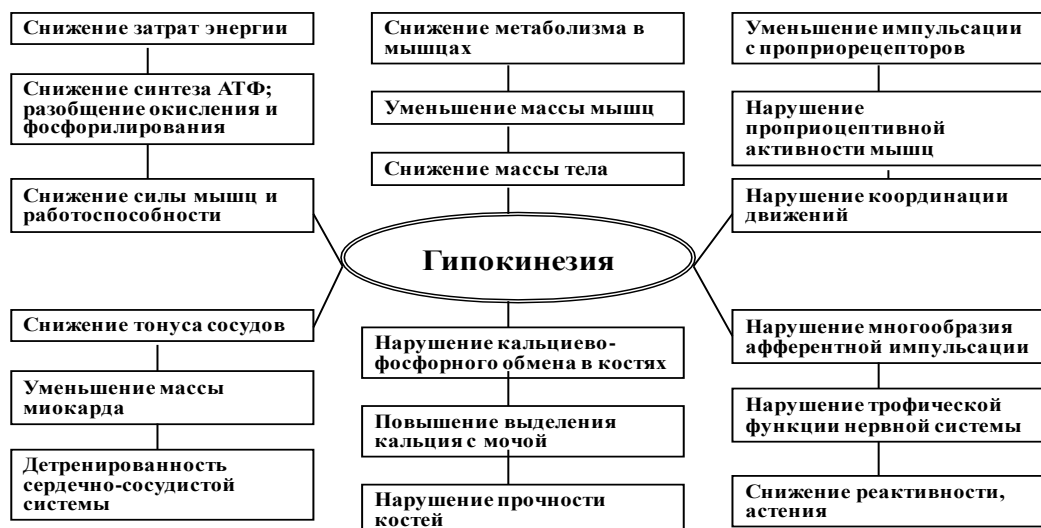 Снижение затрат энергии
Снижение синтеза АТФ;
разобщение окисления и
фосфорилирования
Снижение силы мышц и
работоспособности
Снижение метаболизма в
мышцах
Уменьшение массы мышц
Снижение массы тела
Уменьшение импульсации
с проприорецепторов
Нарушение
проприоцептивной
активности мышц
Нарушение координации
движений
Гипокинезия
Снижение тонуса сосудов
Уменьшение массы
миокарда
Детренированность
сердечно-сосудистой
системы
Нарушение кальциево-
фосфорного обмена в костях
Повышение выделения
кальция с мочой
Нарушение прочности
костей
Нарушение многообразия
афферентной импульсации
Нарушение трофической
функции нервной системы
Снижение реактивности,
астения